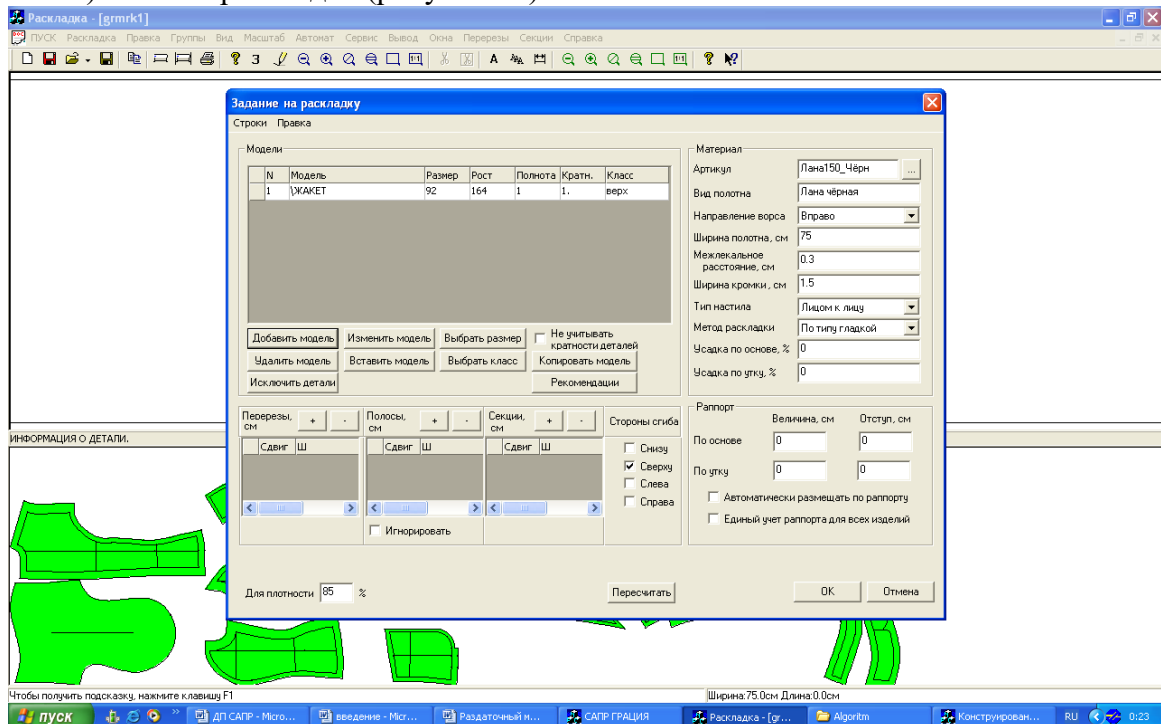 Раскладка - [grmrk1]
ПУСК Раскладка Правка Группы Вид Масштаб Автонат Сервис Вывод Окна Перерезы Секции Справка
Задание на раскладку
Строки Правка
Модели
N Модель Размер Рост Полнота Кратн. Класс
1 \ЖАКЕТ 92 164 1 1. верх
Добавить модель Изменить модель Выбрать размер Не учитывать кратности деталей
Удалить модель Вставить модель Выбрать класс Копировать модель
Исключить детали Рекомендации
Материал
Артикул Лана150_Чёрн ...
Вид полотна Лана чёрная
Направление ворса Вправо
Ширина полотна, см 75
Межлекальное расстояние, см 0.3
Ширина кромки, см 1.5
Тип настила Лицом к лицу
Метод раскладки По типу гладкой
Усадка по основе, % 0
Усадка по утку, % 0
Перерезы, см + -
Сдвиг Ш
Полосы, см + -
Сдвиг Ш
Игнорировать
Секции, см + -
Сдвиг Ш
Стороны сгиба
Снизу
Сверху
Слева
Справа
Раппорт
Величина, см Отступ, см
По основе 0 0
По утку 0 0
Автоматически размещать по раппорту
Единый учет раппорта для всех изделий
Для плотности 85 %
Пересчитать
OK Отмена
ИНФОРМАЦИЯ О ДЕТАЛИ.
Чтобы получить подсказку, нажмите клавишу F1
Ширина:75.0см Длина:0.0см
пуск ДП САПР - Micro... введение - Micr... Раздаточный м... САПР ГРАЦИЯ Раскладка - [gr... Algoritm Конструирован... RU 0:23